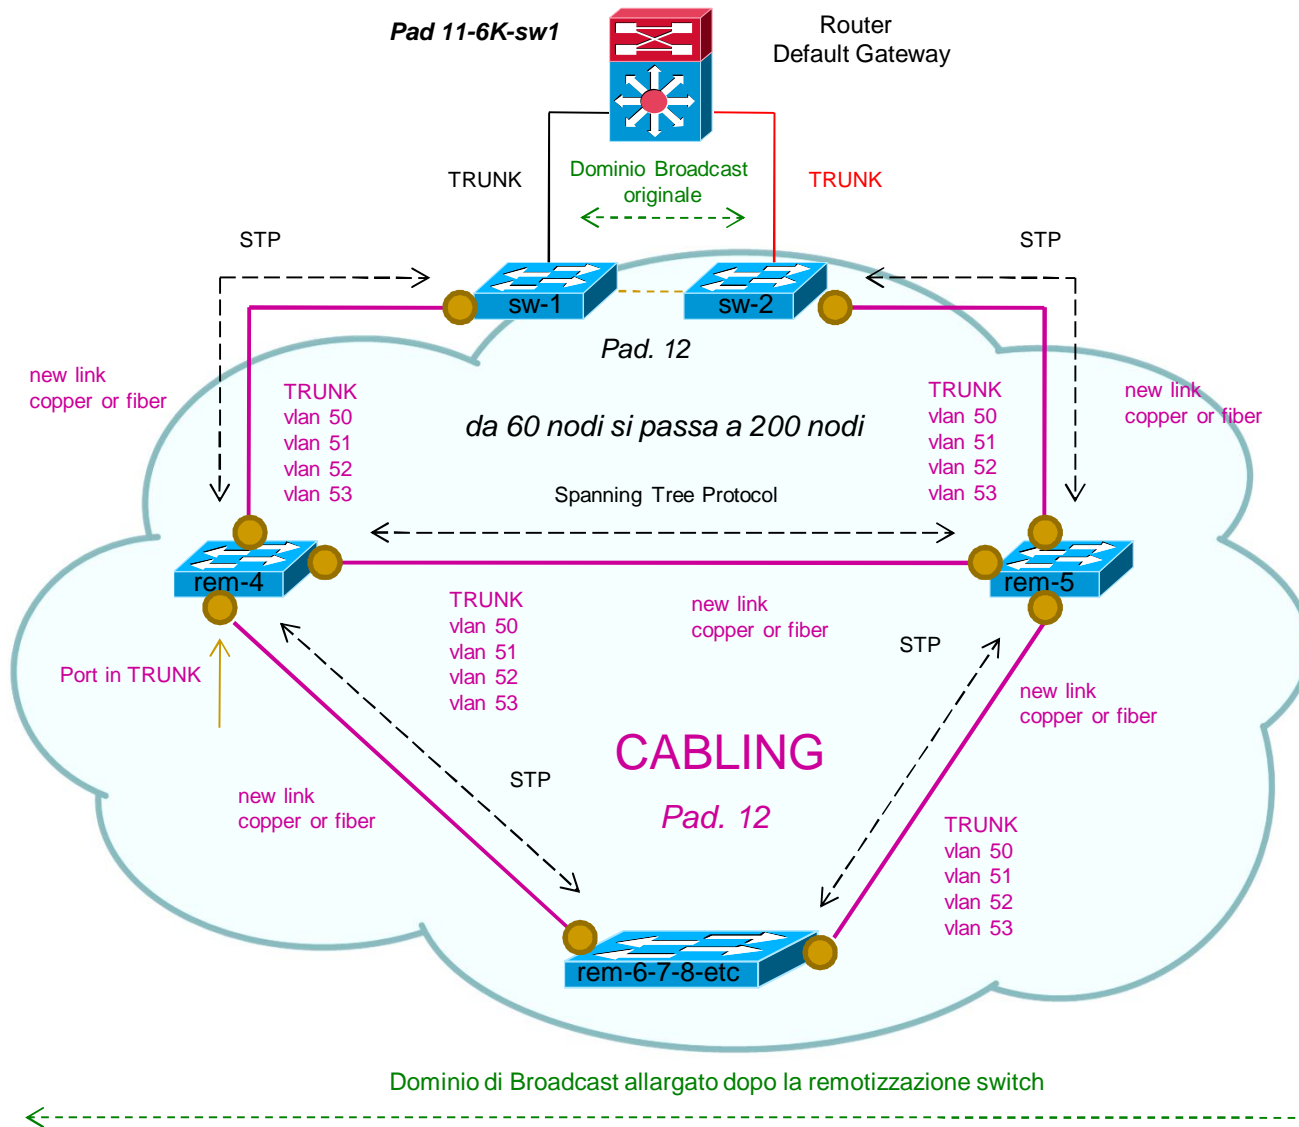 Pad 11-6K-sw1
Router
Default Gateway
Dominio Broadcast
originale
TRUNK
TRUNK
STP
STP
sw-1
sw-2
Pad. 12
new link
copper or fiber
TRUNK
vlan 50
vlan 51
vlan 52
vlan 53
da 60 nodi si passa a 200 nodi
TRUNK
vlan 50
vlan 51
vlan 52
vlan 53
new link
copper or fiber
Spanning Tree Protocol
rem-4
rem-5
TRUNK
vlan 50
vlan 51
vlan 52
vlan 53
new link
copper or fiber
STP
Port in TRUNK
new link
copper or fiber
CABLING
Pad. 12
STP
new link
copper or fiber
TRUNK
vlan 50
vlan 51
vlan 52
vlan 53
rem-6-7-8-etc
Dominio di Broadcast allargato dopo la remotizzazione switch